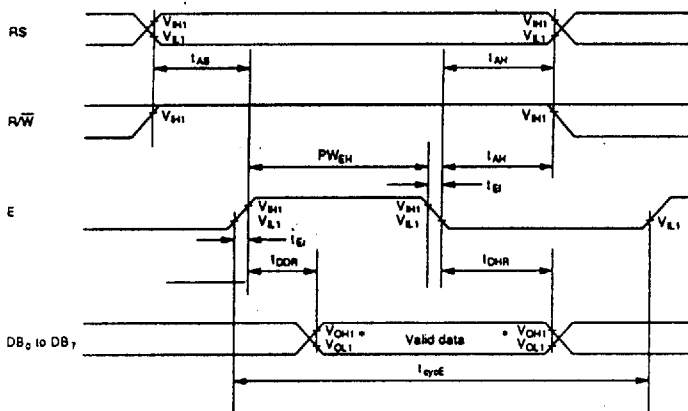 RS
VIH1
VIL1
VIH1
VIL1
tAS
tAH
R/W̅
VIH1
VIH1
PWEH
tAH
tEf
E
VIH1
VIL1
VIH1
VIL1
VIL1
tEr
tDDR
tDHR
DB0 to DB7
VOH1 *
VOL1
Valid data
* VOH1
VOL1
tcycE